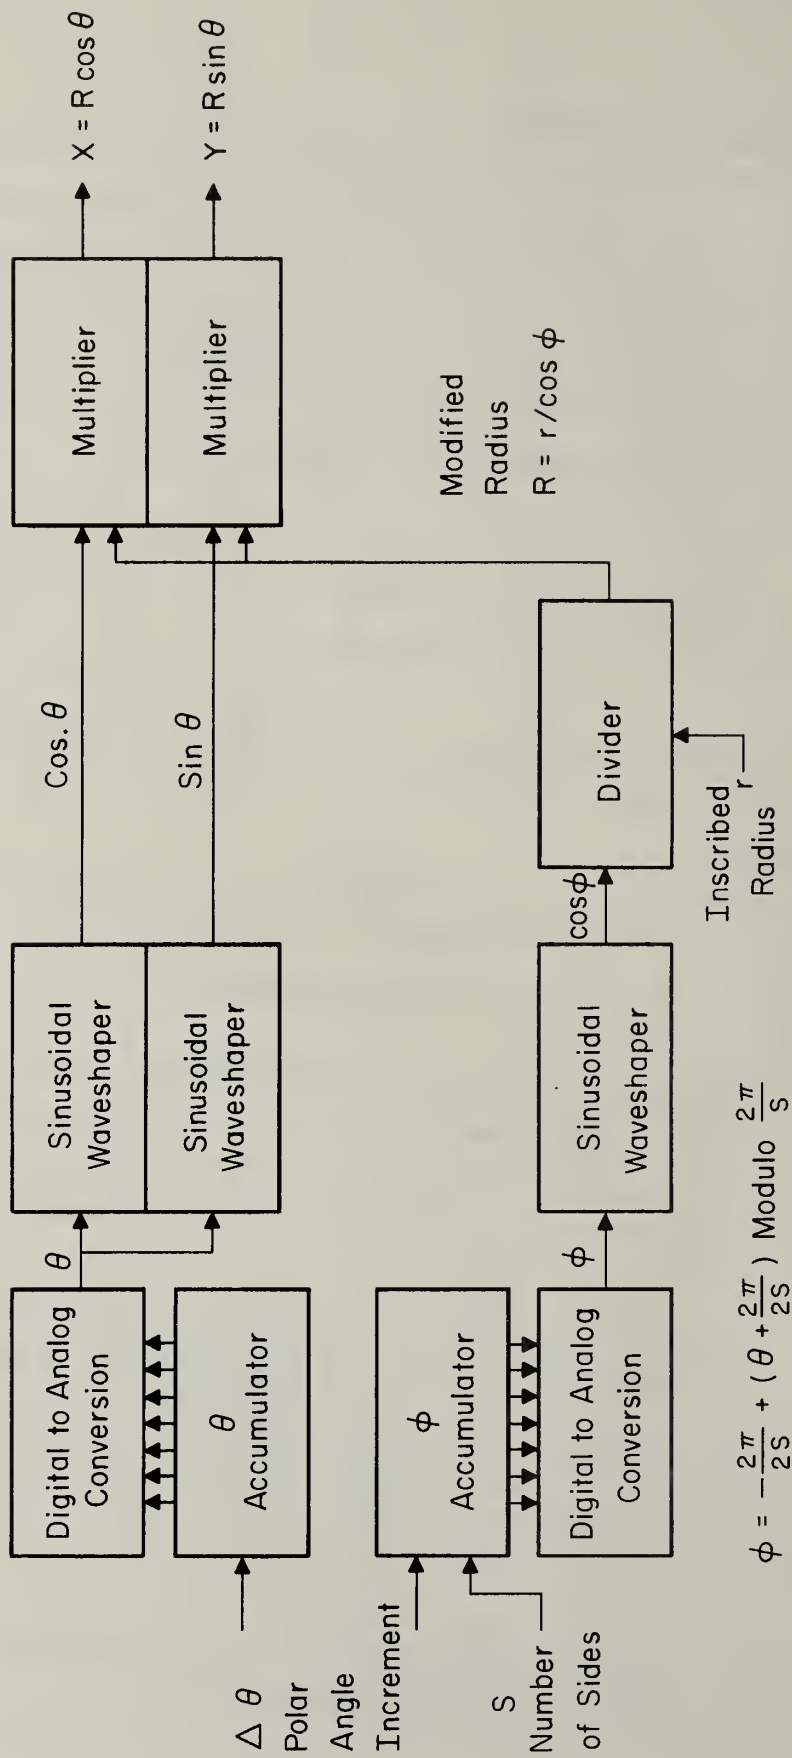 Δ θ
Polar
Angle
Increment
S
Number
of Sides
Digital to Analog
Conversion
θ
Accumulator
ϕ
Accumulator
Digital to Analog
Conversion
θ
ϕ
Sinusoidal
Waveshaper
Sinusoidal
Waveshaper
Sinusoidal
Waveshaper
Cos. θ
Sin θ
cosϕ
Divider
Inscribed
r
Radius
Multiplier
Multiplier
Modified
Radius
R = r/cos ϕ
X = R cos θ
Y = R sin θ
ϕ = -2π/2S + (θ + 2π/2S) Modulo 2π/S